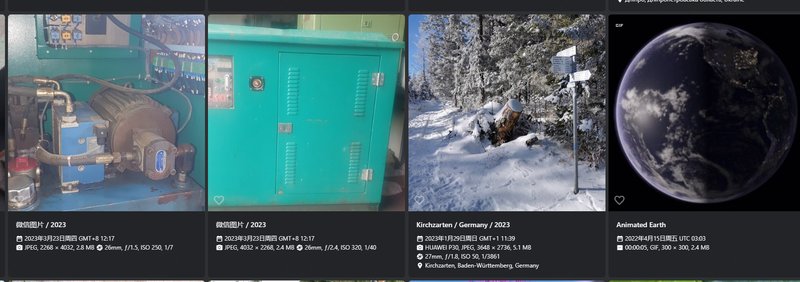 GIF
微信图片 / 2023
2023年3月23日周四 GMT+8 12:17
JPEG, 2268 × 4032, 2.8 MB 26mm, ƒ/1.5, ISO 250, 1/7
微信图片 / 2023
2023年3月23日周四 GMT+8 12:17
JPEG, 4032 × 2268, 2.4 MB 26mm, ƒ/2.4, ISO 320, 1/40
Kirchzarten / Germany / 2023
2023年1月29日周日 GMT+1 11:39
HUAWEI P30, JPEG, 3648 × 2736, 5.1 MB
27mm, ƒ/1.8, ISO 50, 1/3861
Kirchzarten, Baden-Württemberg, Germany
Animated Earth
2022年4月15日周五 UTC 03:03
00:00:05, GIF, 300 × 300, 2.4 MB